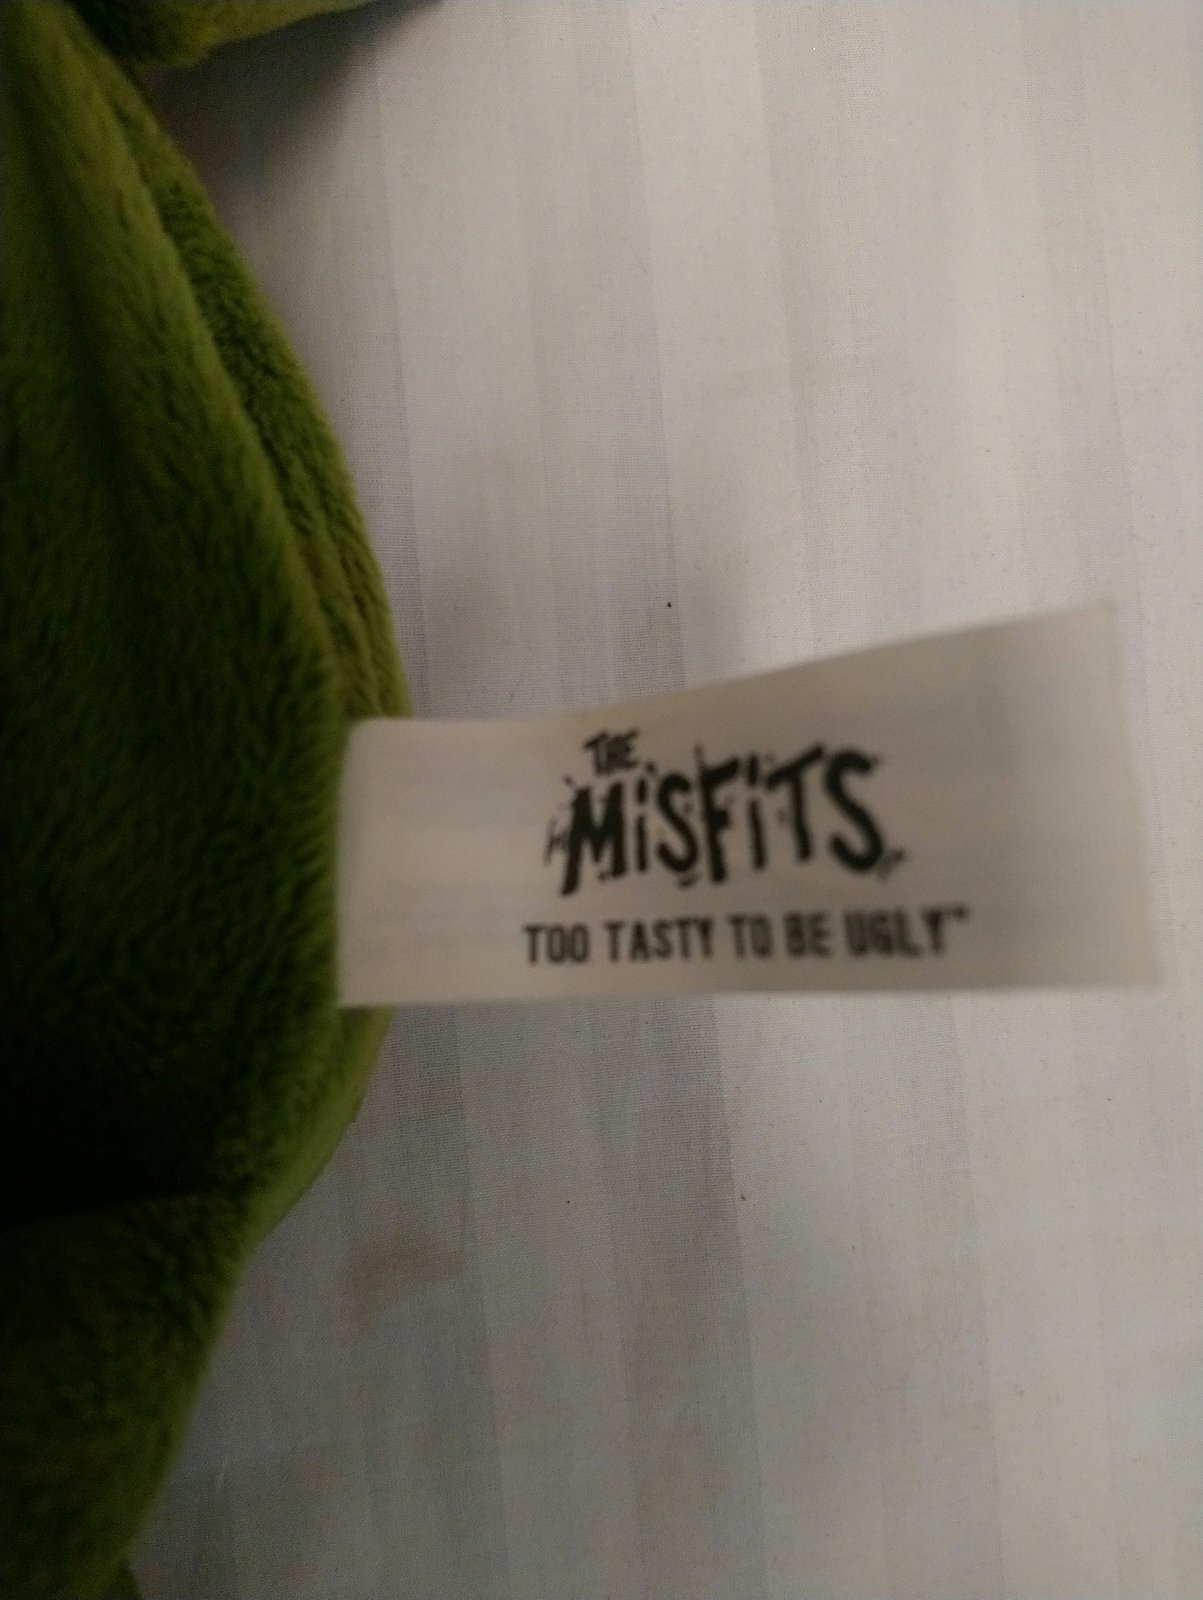 THE
MiSFiTS
TOO TASTY TO BE UGLY™